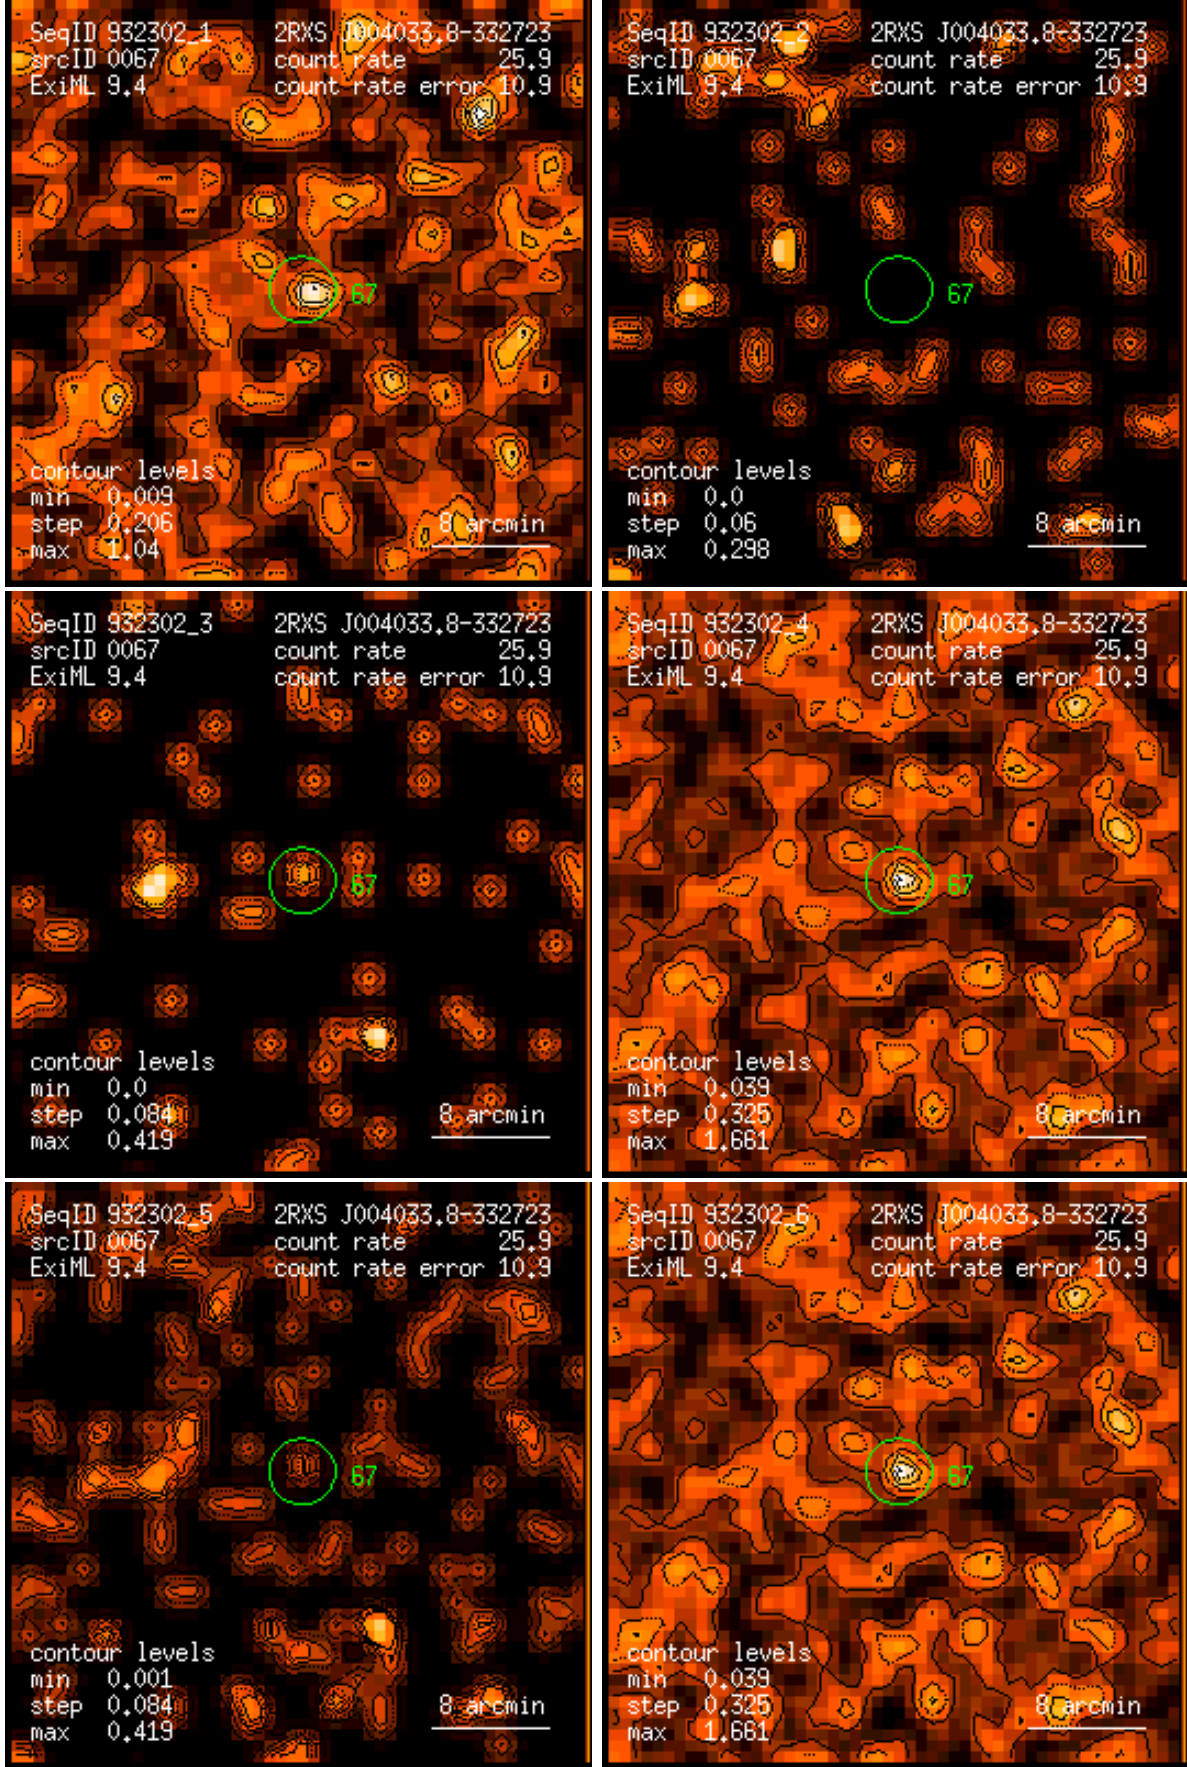 SeqID 932302_1 2RXS J004033.8-332723
srcID 0067 count rate 25.9
ExiML 9.4 count rate error 10.9
67
contour levels
min 0.009
step 0.206 8 arcmin
max 1.04
SeqID 932302_2 2RXS J004033.8-332723
srcID 0067 count rate 25.9
ExiML 9.4 count rate error 10.9
67
contour levels
min 0.0
step 0.06 8 arcmin
max 0.298
SeqID 932302_3 2RXS J004033.8-332723
srcID 0067 count rate 25.9
ExiML 9.4 count rate error 10.9
67
contour levels
min 0.0
step 0.084 8 arcmin
max 0.419
SeqID 932302_4 2RXS J004033.8-332723
srcID 0067 count rate 25.9
ExiML 9.4 count rate error 10.9
67
contour levels
min 0.039
step 0.325 8 arcmin
max 1.661
SeqID 932302_5 2RXS J004033.8-332723
srcID 0067 count rate 25.9
ExiML 9.4 count rate error 10.9
67
contour levels
min 0.001
step 0.084 8 arcmin
max 0.419
SeqID 932302_6 2RXS J004033.8-332723
srcID 0067 count rate 25.9
ExiML 9.4 count rate error 10.9
67
contour levels
min 0.039
step 0.325 8 arcmin
max 1.661